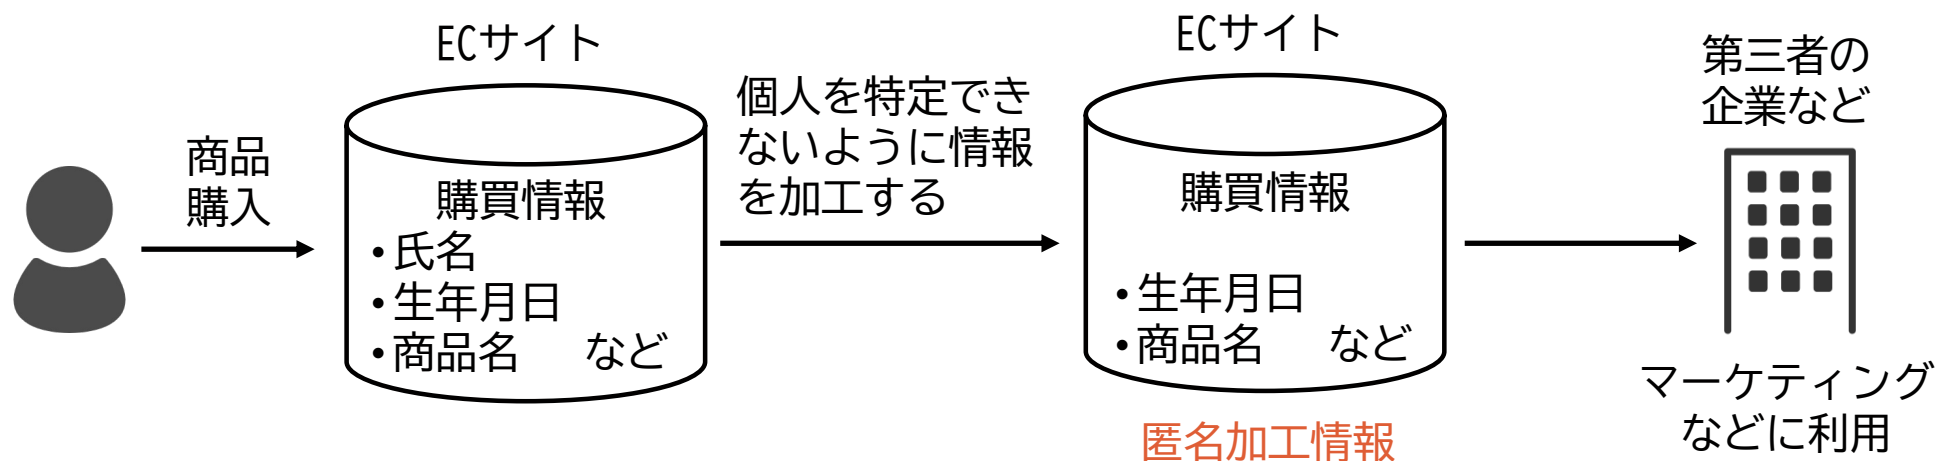 商品
購入
ECサイト
購買情報
・氏名
・生年月日
・商品名　など
個人を特定でき
ないように情報
を加工する
ECサイト
購買情報
・生年月日
・商品名　など
匿名加工情報
第三者の
企業など
マーケティング
などに利用